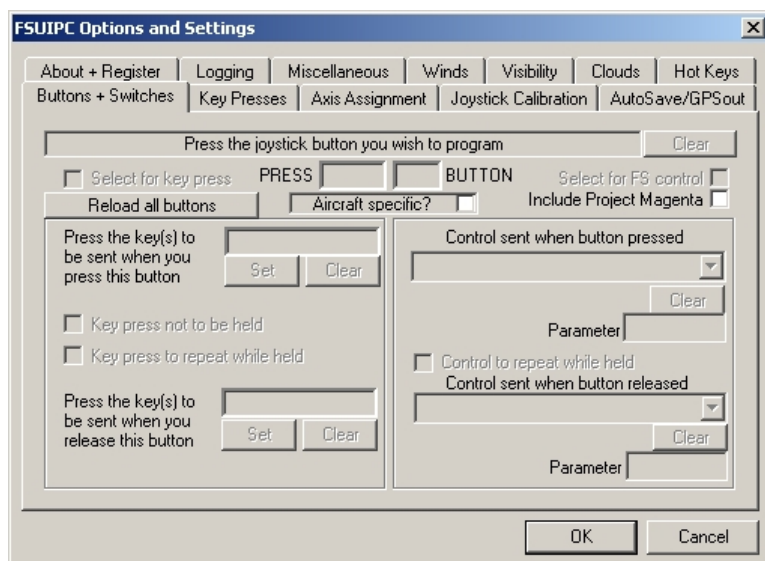 FSUIPC Options and Settings
About + Register Logging Miscellaneous Winds Visibility Clouds Hot Keys
Buttons + Switches Key Presses Axis Assignment Joystick Calibration AutoSave/GPSout
Press the joystick button you wish to program Clear
Select for key press PRESS BUTTON Select for FS control
Reload all buttons Aircraft specific? Include Project Magenta
Press the key(s) to
be sent when you
press this button
Set Clear
Key press not to be held
Key press to repeat while held
Press the key(s) to
be sent when you
release this button
Set Clear
Control sent when button pressed
Clear
Parameter
Control to repeat while held
Control sent when button released
Clear
Parameter
OK Cancel